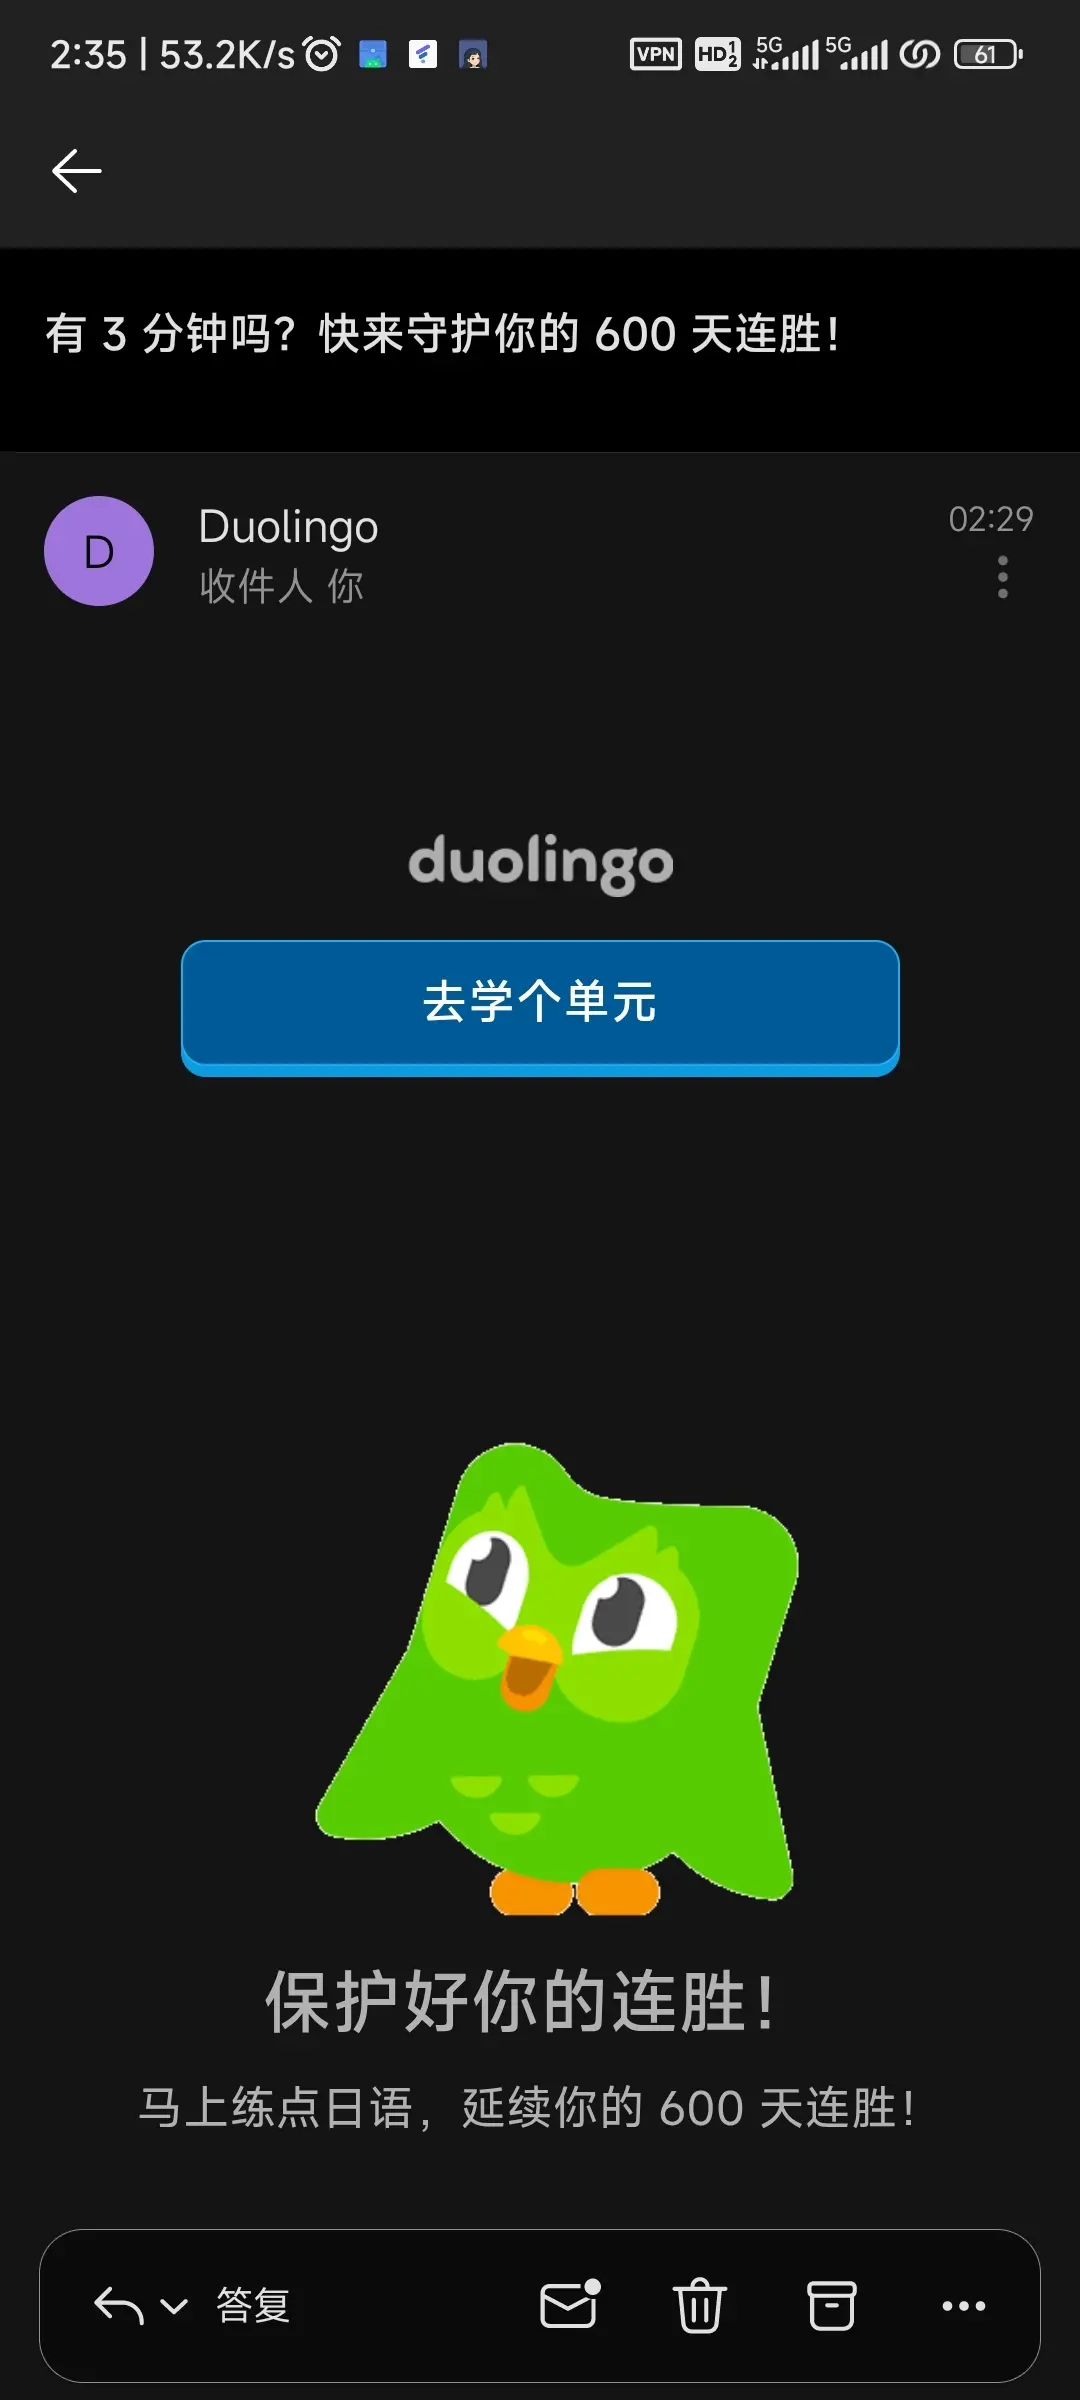 2:35 | 53.2K/s
VPN HD 1 2 5G 5G 61
有 3 分钟吗？快来守护你的 600 天连胜！
D
Duolingo
02:29
收件人 你
duolingo
去学个单元
保护好你的连胜！
马上练点日语，延续你的 600 天连胜！
答复